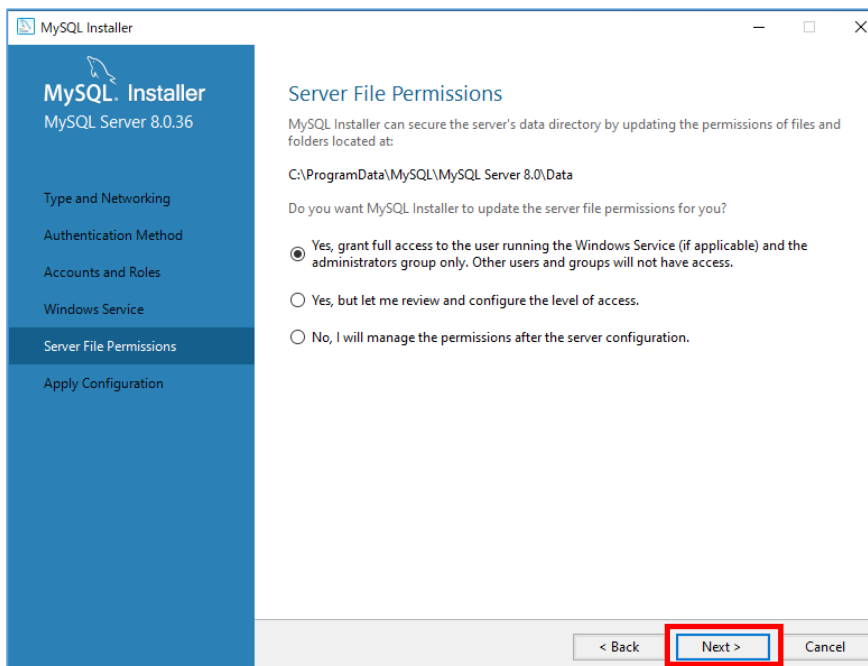 MySQL Installer
MySQL. Installer
MySQL Server 8.0.36
Type and Networking
Authentication Method
Accounts and Roles
Windows Service
Server File Permissions
Apply Configuration
Server File Permissions
MySQL Installer can secure the server's data directory by updating the permissions of files and
folders located at:
C:\ProgramData\MySQL\MySQL Server 8.0\Data
Do you want MySQL Installer to update the server file permissions for you?
Yes, grant full access to the user running the Windows Service (if applicable) and the
administrators group only. Other users and groups will not have access.
Yes, but let me review and configure the level of access.
No, I will manage the permissions after the server configuration.
< Back
Next >
Cancel